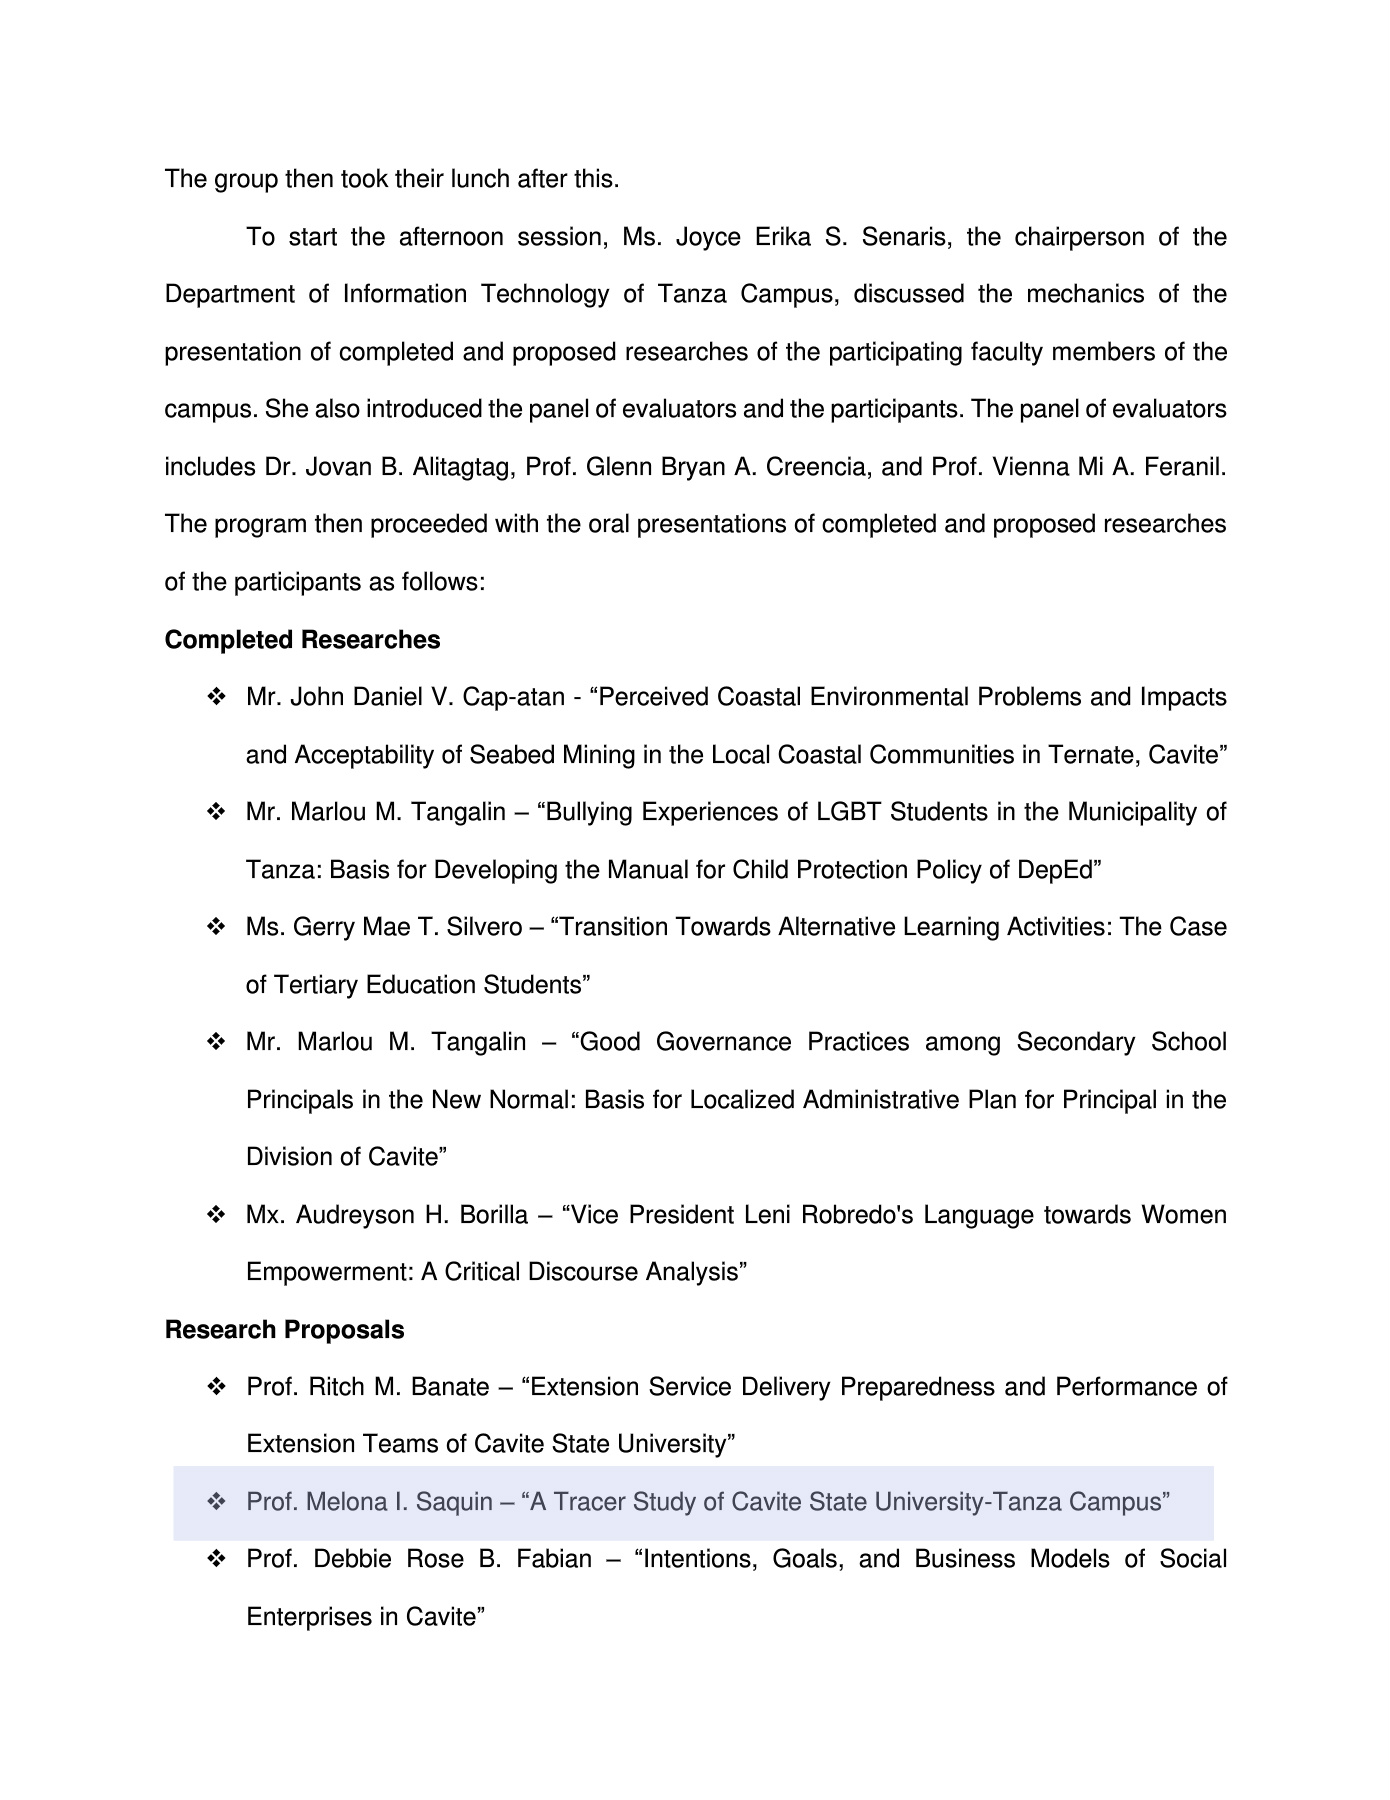 The group then took their lunch after this.
To start the afternoon session, Ms. Joyce Erika S. Senaris, the chairperson of the
Department of Information Technology of Tanza Campus, discussed the mechanics of the
presentation of completed and proposed researches of the participating faculty members of the
campus. She also introduced the panel of evaluators and the participants. The panel of evaluators
includes Dr. Jovan B. Alitagtag, Prof. Glenn Bryan A. Creencia, and Prof. Vienna Mi A. Feranil.
The program then proceeded with the oral presentations of completed and proposed researches
of the participants as follows:
Completed Researches
❖ Mr. John Daniel V. Cap-atan - “Perceived Coastal Environmental Problems and Impacts
and Acceptability of Seabed Mining in the Local Coastal Communities in Ternate, Cavite”
❖ Mr. Marlou M. Tangalin – “Bullying Experiences of LGBT Students in the Municipality of
Tanza: Basis for Developing the Manual for Child Protection Policy of DepEd”
❖ Ms. Gerry Mae T. Silvero – “Transition Towards Alternative Learning Activities: The Case
of Tertiary Education Students”
❖ Mr. Marlou M. Tangalin – “Good Governance Practices among Secondary School
Principals in the New Normal: Basis for Localized Administrative Plan for Principal in the
Division of Cavite”
❖ Mx. Audreyson H. Borilla – “Vice President Leni Robredo's Language towards Women
Empowerment: A Critical Discourse Analysis”
Research Proposals
❖ Prof. Ritch M. Banate – “Extension Service Delivery Preparedness and Performance of
Extension Teams of Cavite State University”
❖ Prof. Melona I. Saquin – “A Tracer Study of Cavite State University-Tanza Campus”
❖ Prof. Debbie Rose B. Fabian – “Intentions, Goals, and Business Models of Social
Enterprises in Cavite”